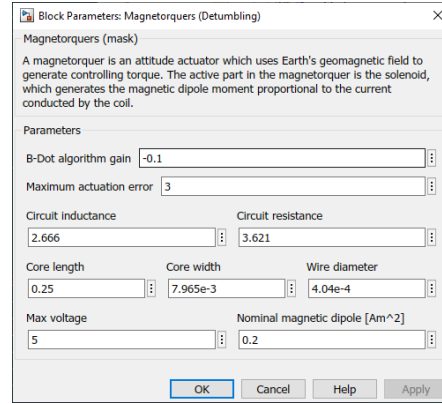 Block Parameters: Magnetorquers (Detumbling)
Magnetorquers (mask)
A magnetorquer is an attitude actuator which uses Earth's geomagnetic field to
generate controlling torque. The active part in the magnetorquer is the solenoid,
which generates the magnetic dipole moment proportional to the current
conducted by the coil.
Parameters
B-Dot algorithm gain -0.1
Maximum actuation error 3
Circuit inductance Circuit resistance
2.666 3.621
Core length Core width Wire diameter
0.25 7.965e-3 4.04e-4
Max voltage Nominal magnetic dipole [Am^2]
5 0.2
OK Cancel Help Apply